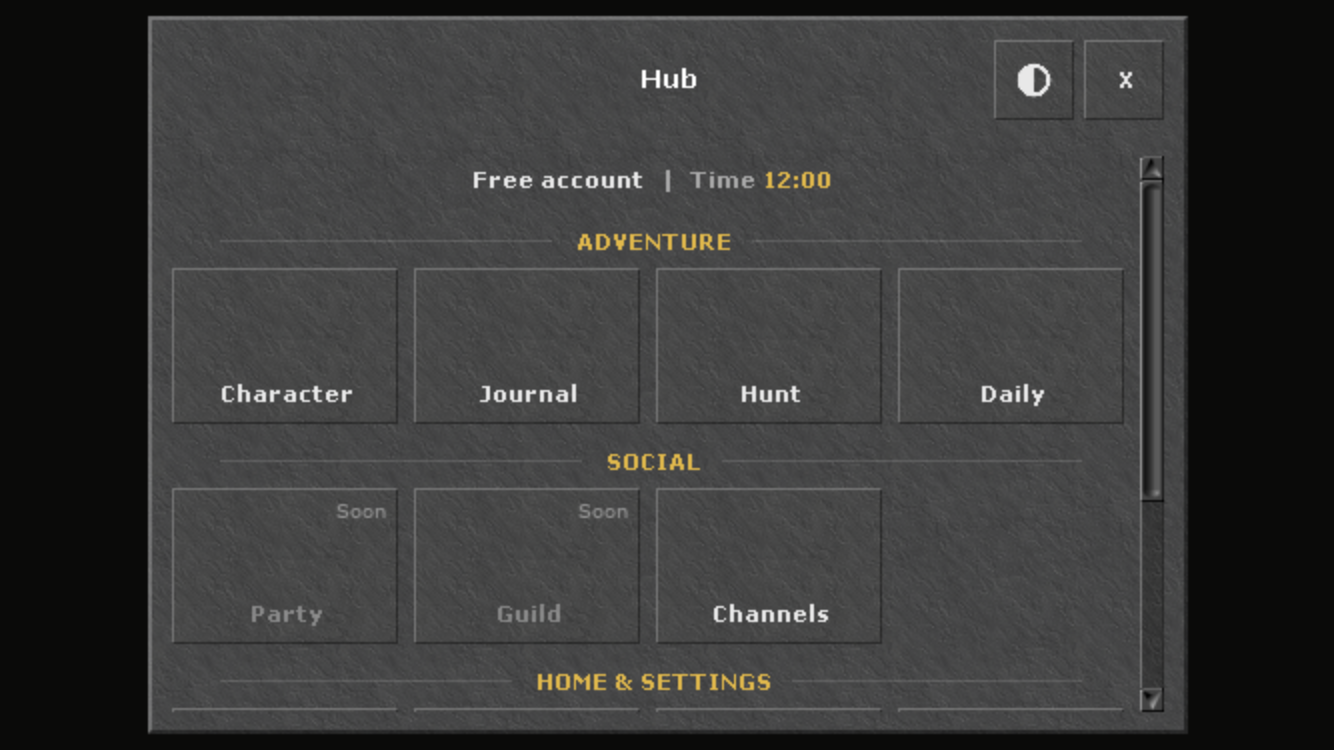 Hub
x
Free account | Time 12:00
ADVENTURE
Character Journal Hunt Daily
SOCIAL
Soon Soon
Party Guild Channels
HOME & SETTINGS